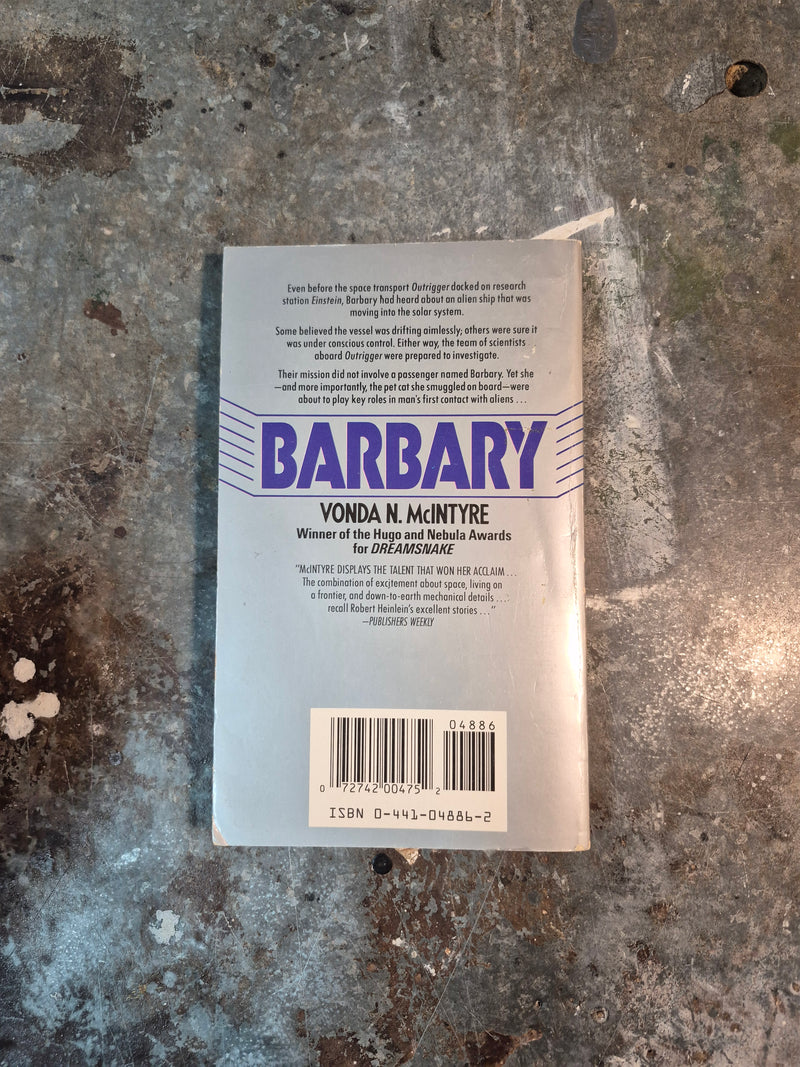 Even before the space transport Outrigger docked on research
station Einstein, Barbary had heard about an alien ship that was
moving into the solar system.
Some believed the vessel was drifting aimlessly; others were sure it
was under conscious control. Either way, the team of scientists
aboard Outrigger were prepared to investigate.
Their mission did not involve a passenger named Barbary. Yet she
—and more importantly, the pet cat she smuggled on board—were
about to play key roles in man's first contact with aliens ...
BARBARY
VONDA N. McINTYRE
Winner of the Hugo and Nebula Awards
for DREAMSNAKE
"McINTYRE DISPLAYS THE TALENT THAT WON HER ACCLAIM ...
The combination of excitement about space, living on
a frontier, and down-to-earth mechanical details ...
recall Robert Heinlein's excellent stories ..."
—PUBLISHERS WEEKLY
04886
0 72742 00475 2
ISBN 0-441-04886-2